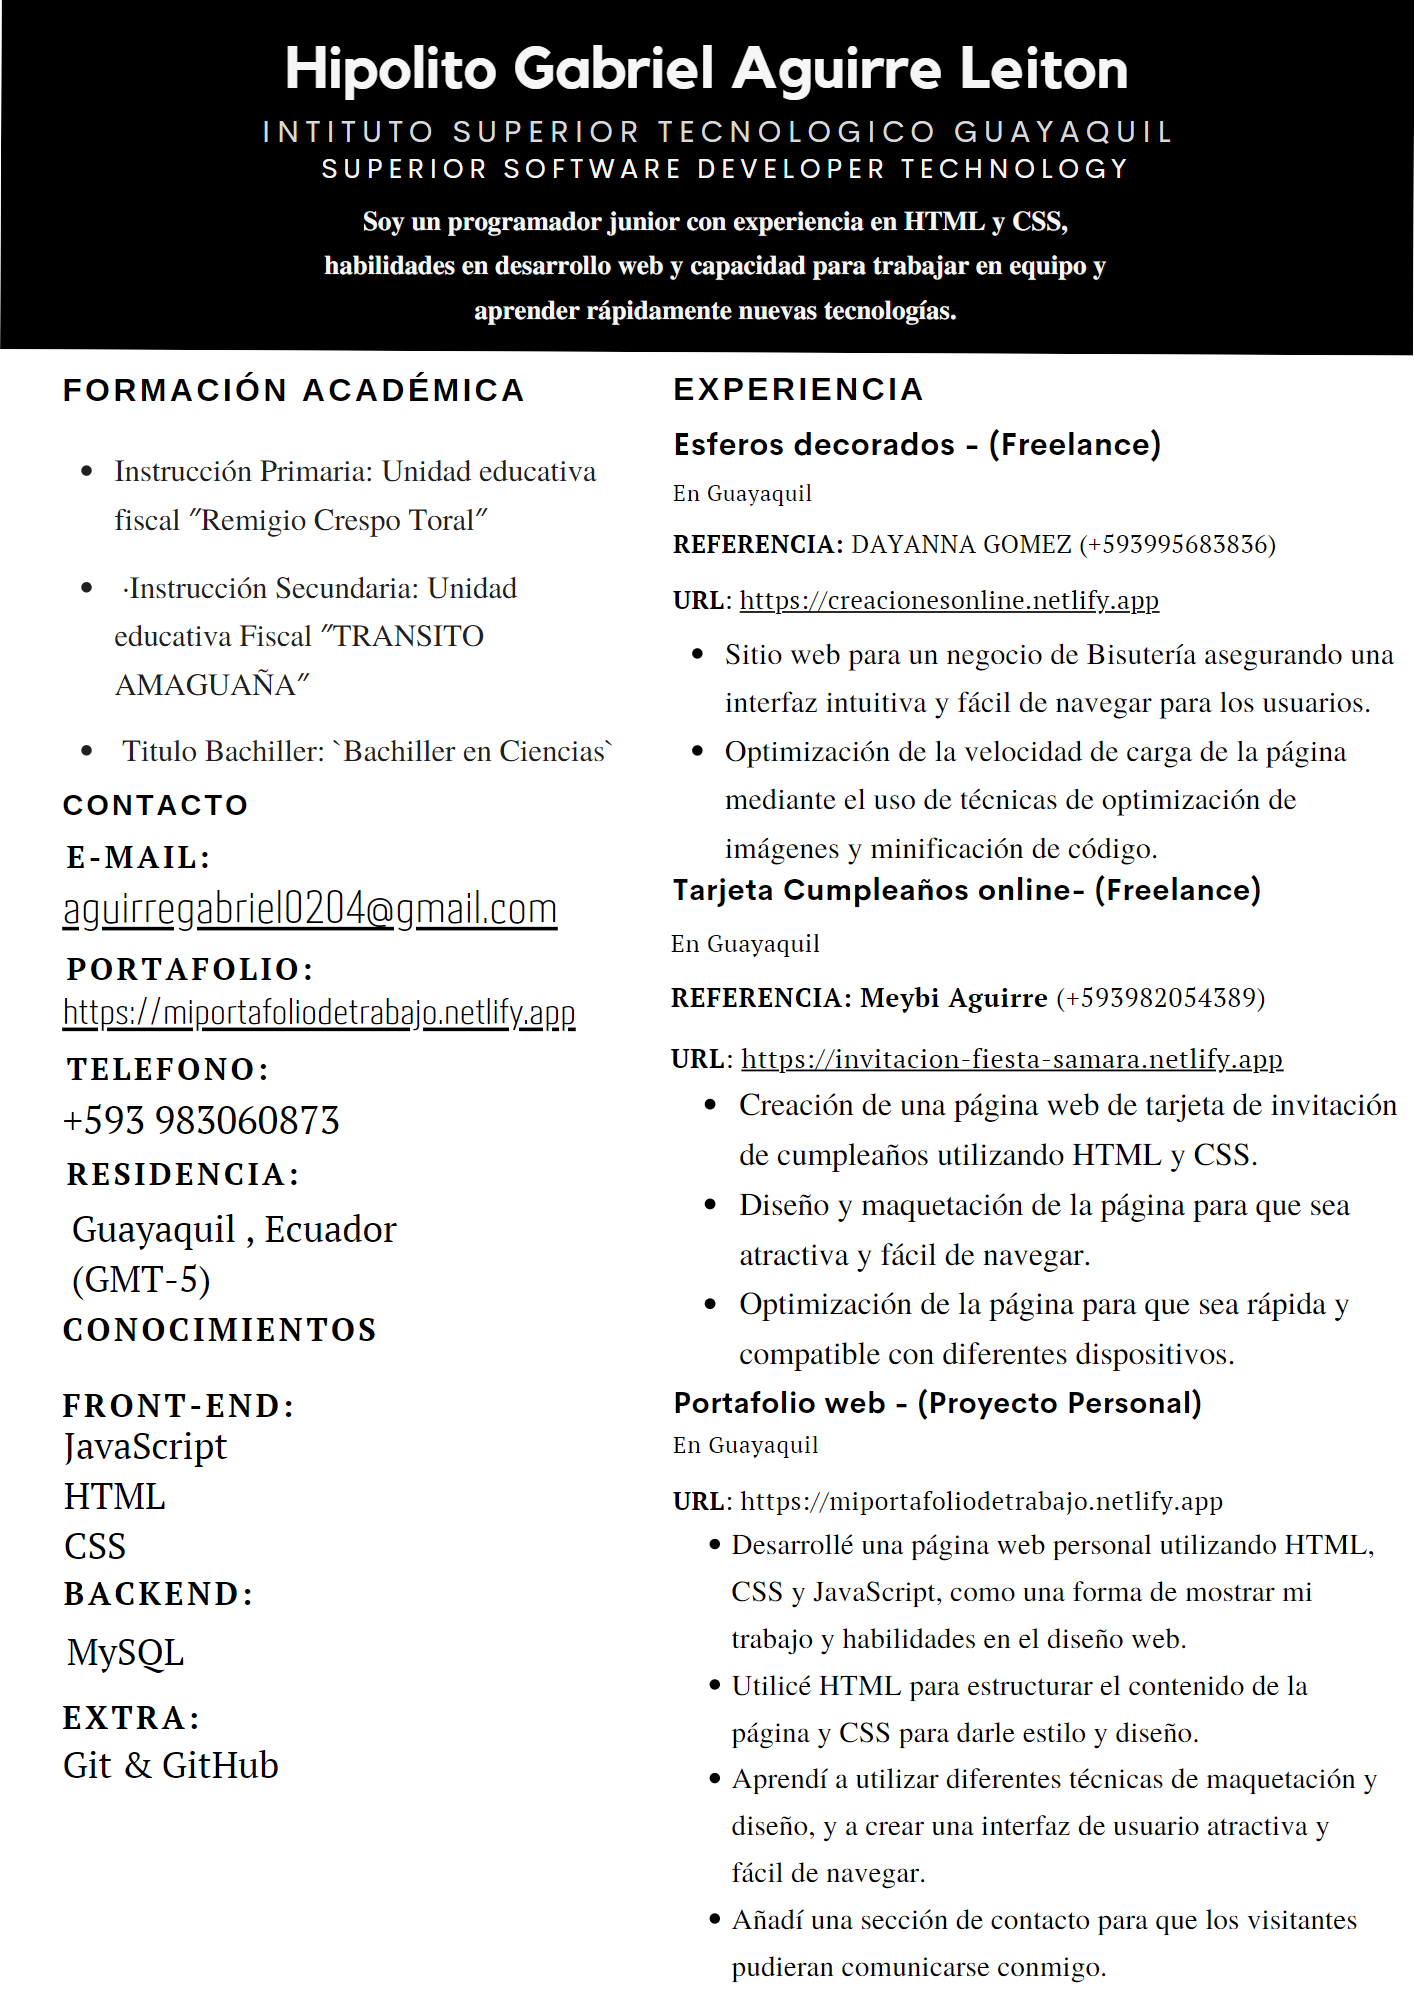 Hipolito Gabriel Aguirre Leiton
INTITUTO SUPERIOR TECNOLOGICO GUAYAQUIL
SUPERIOR SOFTWARE DEVELOPER TECHNOLOGY
Soy un programador junior con experiencia en HTML y CSS,
habilidades en desarrollo web y capacidad para trabajar en equipo y
aprender rápidamente nuevas tecnologías.
FORMACIÓN ACADÉMICA
• Instrucción Primaria: Unidad educativa
fiscal "Remigio Crespo Toral"
• ·Instrucción Secundaria: Unidad
educativa Fiscal "TRANSITO
AMAGUAÑA"
• Titulo Bachiller: `Bachiller en Ciencias`
CONTACTO
E-MAIL:
aguirregabriel0204@gmail.com
PORTAFOLIO:
https://miportafoliodetrabajo.netlify.app
TELEFONO:
+593 983060873
RESIDENCIA:
Guayaquil , Ecuador
(GMT-5)
CONOCIMIENTOS
FRONT-END:
JavaScript
HTML
CSS
BACKEND:
MySQL
EXTRA:
Git & GitHub
EXPERIENCIA
Esferos decorados - (Freelance)
En Guayaquil
REFERENCIA: DAYANNA GOMEZ (+593995683836)
URL: https://creacionesonline.netlify.app
• Sitio web para un negocio de Bisutería asegurando una
interfaz intuitiva y fácil de navegar para los usuarios.
• Optimización de la velocidad de carga de la página
mediante el uso de técnicas de optimización de
imágenes y minificación de código.
Tarjeta Cumpleaños online- (Freelance)
En Guayaquil
REFERENCIA: Meybi Aguirre (+593982054389)
URL: https://invitacion-fiesta-samara.netlify.app
• Creación de una página web de tarjeta de invitación
de cumpleaños utilizando HTML y CSS.
• Diseño y maquetación de la página para que sea
atractiva y fácil de navegar.
• Optimización de la página para que sea rápida y
compatible con diferentes dispositivos.
Portafolio web - (Proyecto Personal)
En Guayaquil
URL: https://miportafoliodetrabajo.netlify.app
• Desarrollé una página web personal utilizando HTML,
CSS y JavaScript, como una forma de mostrar mi
trabajo y habilidades en el diseño web.
• Utilicé HTML para estructurar el contenido de la
página y CSS para darle estilo y diseño.
• Aprendí a utilizar diferentes técnicas de maquetación y
diseño, y a crear una interfaz de usuario atractiva y
fácil de navegar.
• Añadí una sección de contacto para que los visitantes
pudieran comunicarse conmigo.